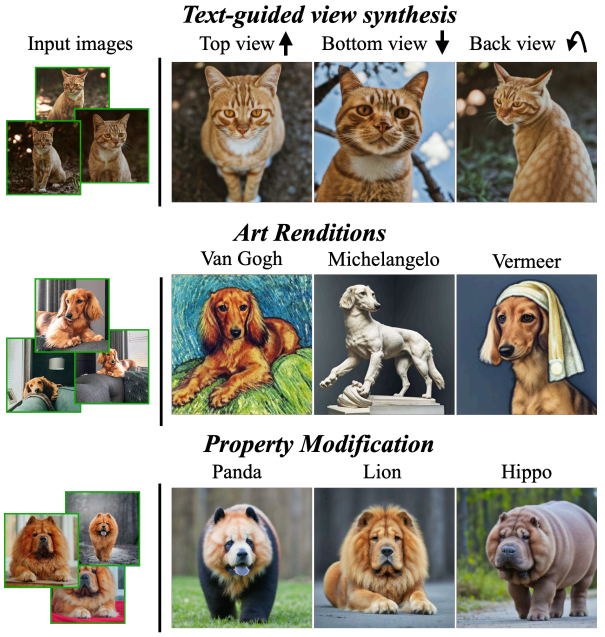 Text-guided view synthesis
Input images
Top view
Bottom view
Back view
Art Renditions
Van Gogh
Michelangelo
Vermeer
Property Modification
Panda
Lion
Hippo